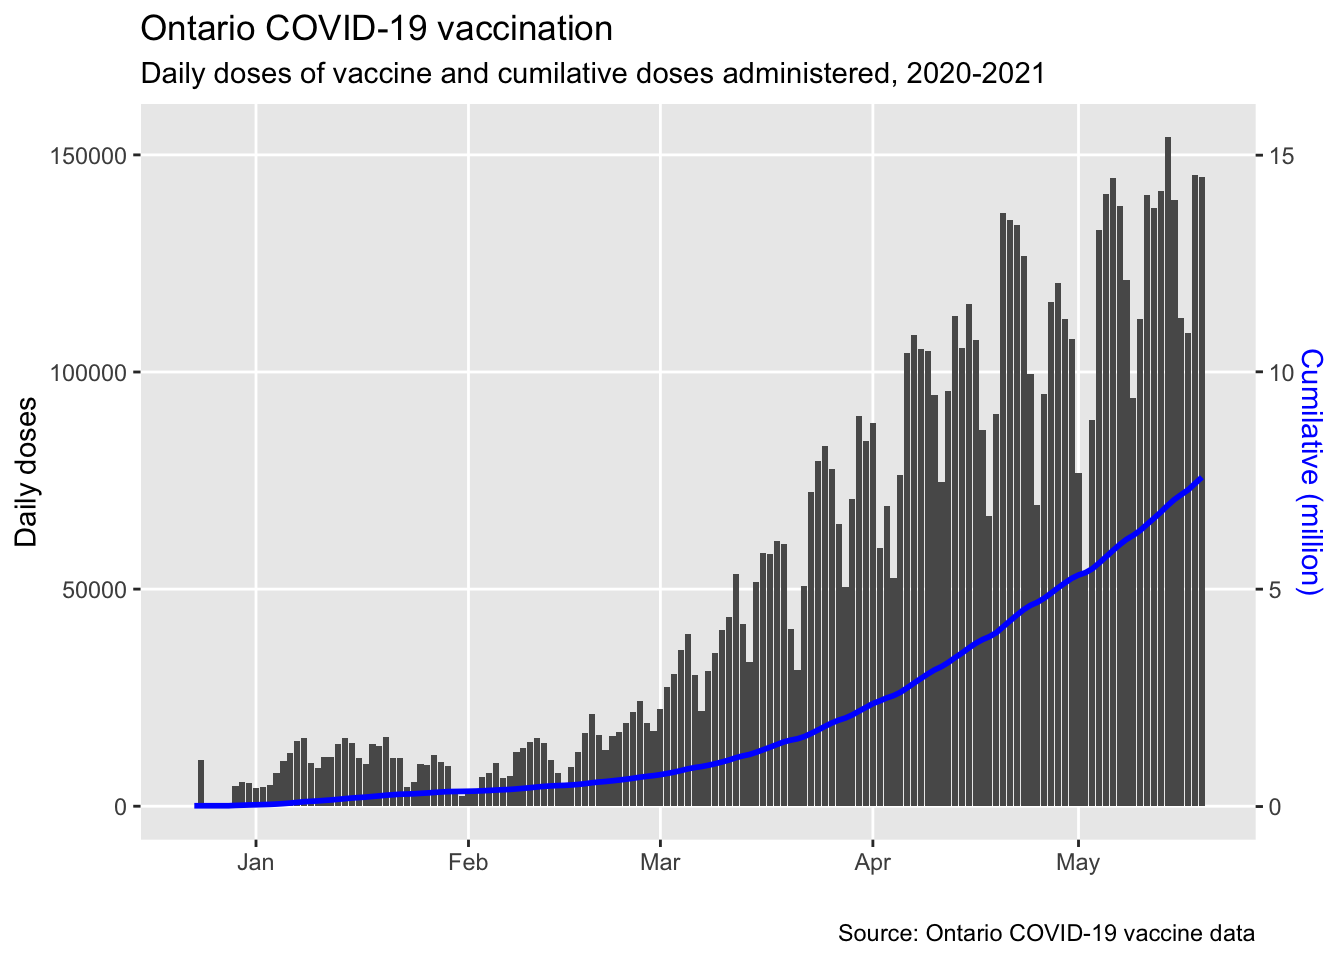 Ontario COVID-19 vaccination
Daily doses of vaccine and cumilative doses administered, 2020-2021
Daily doses
150000
100000
50000
0
15
10
5
0
Cumilative (million)
Jan
Feb
Mar
Apr
May
Source: Ontario COVID-19 vaccine data